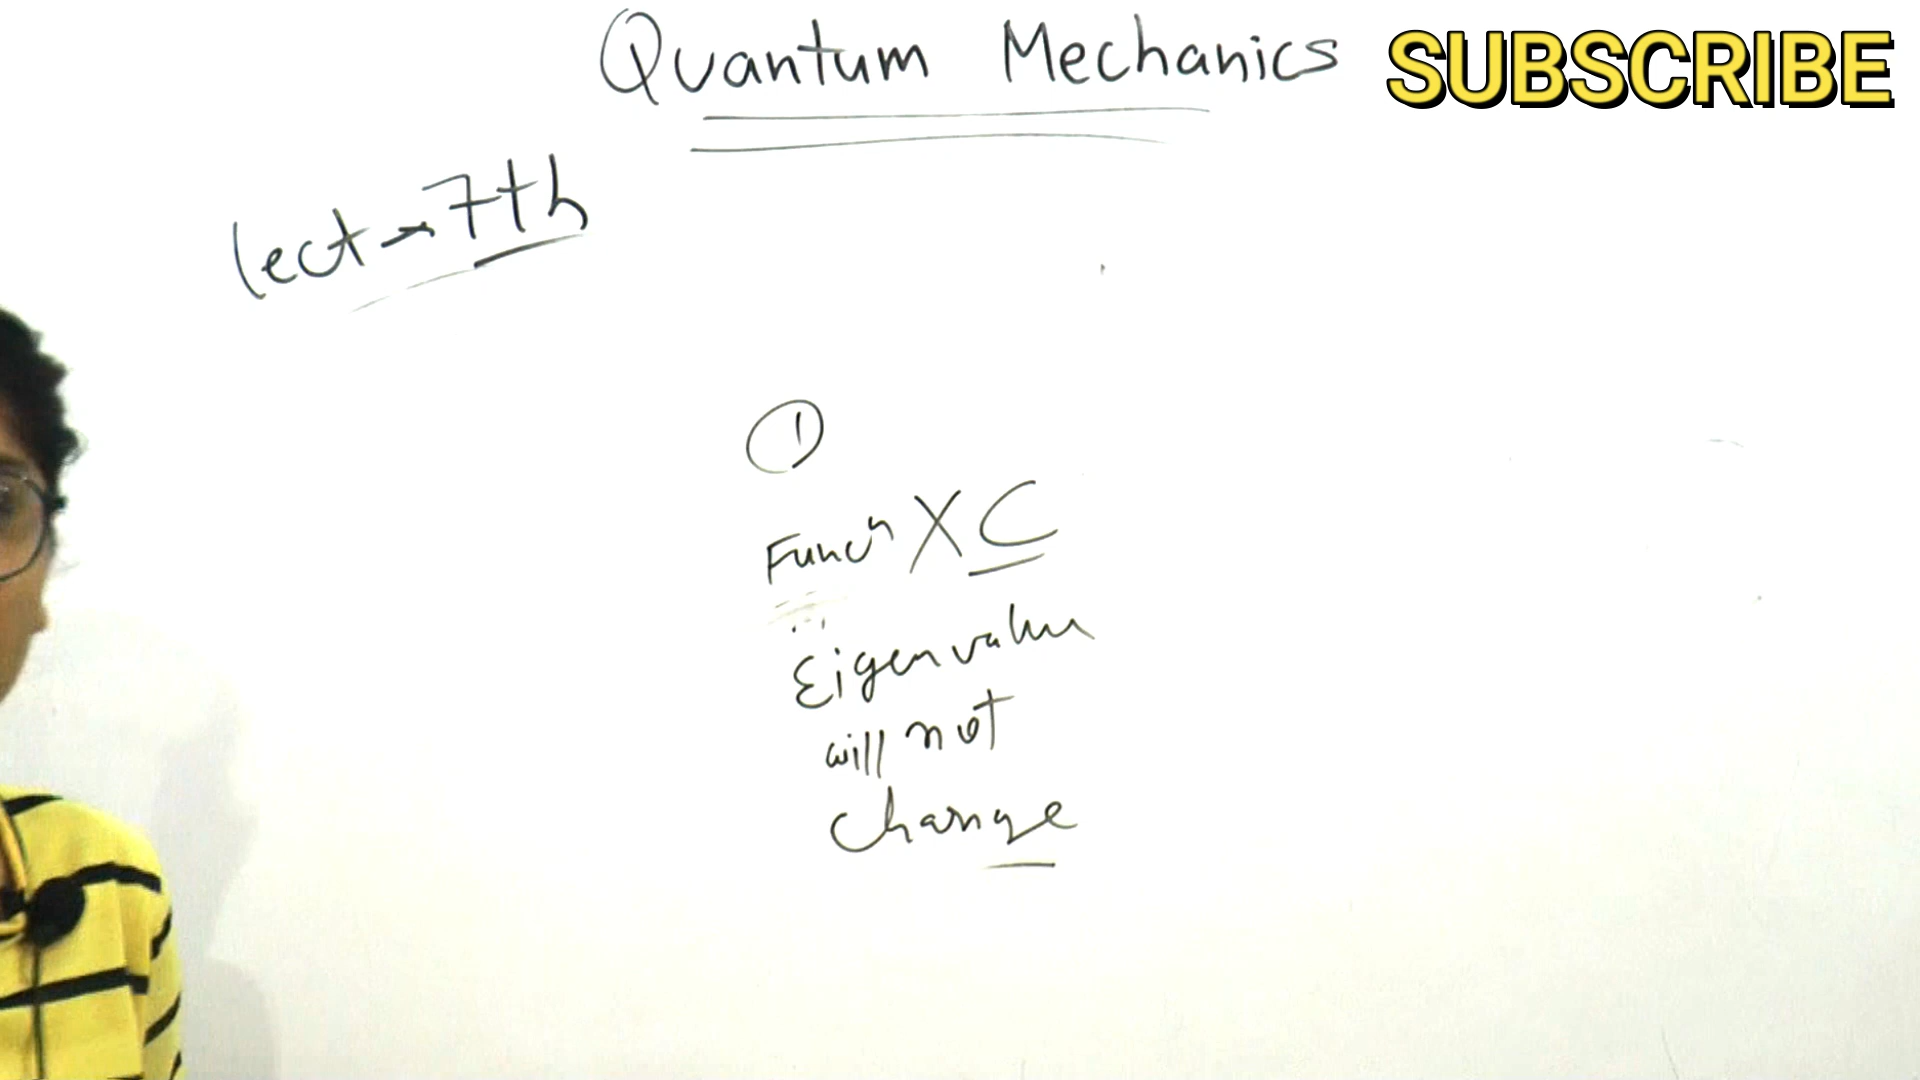 Quantum Mechanics
SUBSCRIBE
lect → 7th
①
Funcⁿ X C
Eigenvalue
will not
change